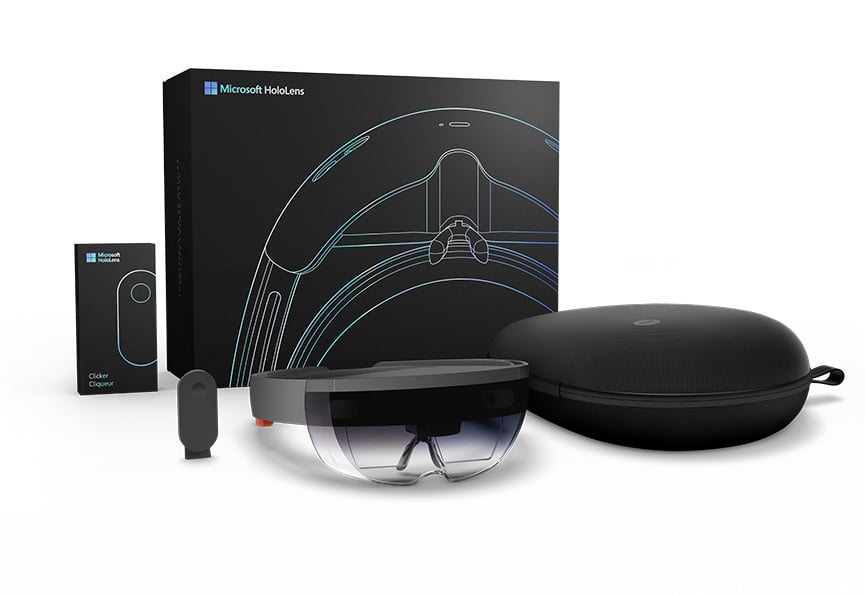 Microsoft HoloLens
Microsoft
HoloLens
Clicker
Cliqueur